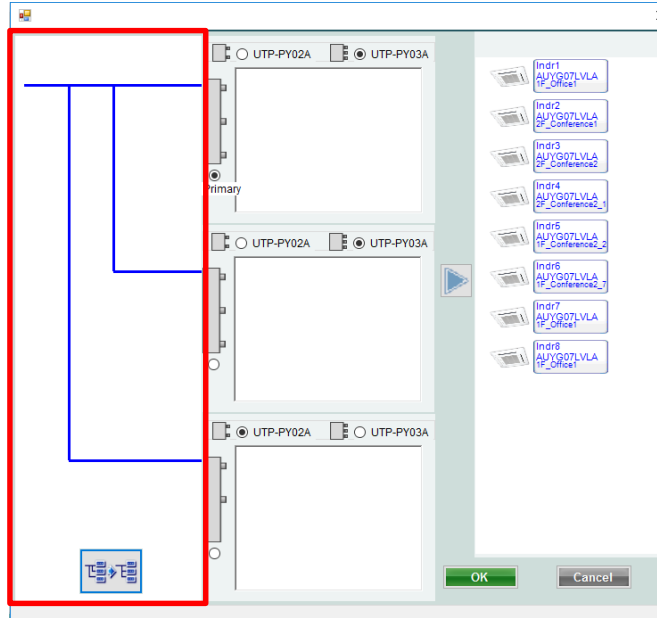 UTP-PY02A UTP-PY03A
Primary
UTP-PY02A UTP-PY03A
UTP-PY02A UTP-PY03A
Indr1
AUYG07LVLA
1F_Office1
Indr2
AUYG07LVLA
2F_Conference1
Indr3
AUYG07LVLA
2F_Conference2
Indr4
AUYG07LVLA
2F_Conference2_1
Indr5
AUYG07LVLA
1F_Conference2_2
Indr6
AUYG07LVLA
1F_Conference2_7
Indr7
AUYG07LVLA
1F_Office1
Indr8
AUYG07LVLA
1F_Office1
OK Cancel